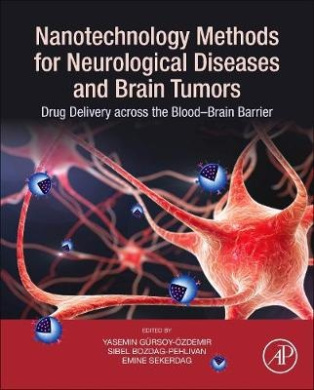 Nanotechnology Methods
for Neurological Diseases
and Brain Tumors
Drug Delivery across the Blood–Brain Barrier
EDITED BY
YASEMIN GÜRSOY-ÖZDEMIR
SIBEL BOZDAG-PEHLIVAN
EMINE SEKERDAG